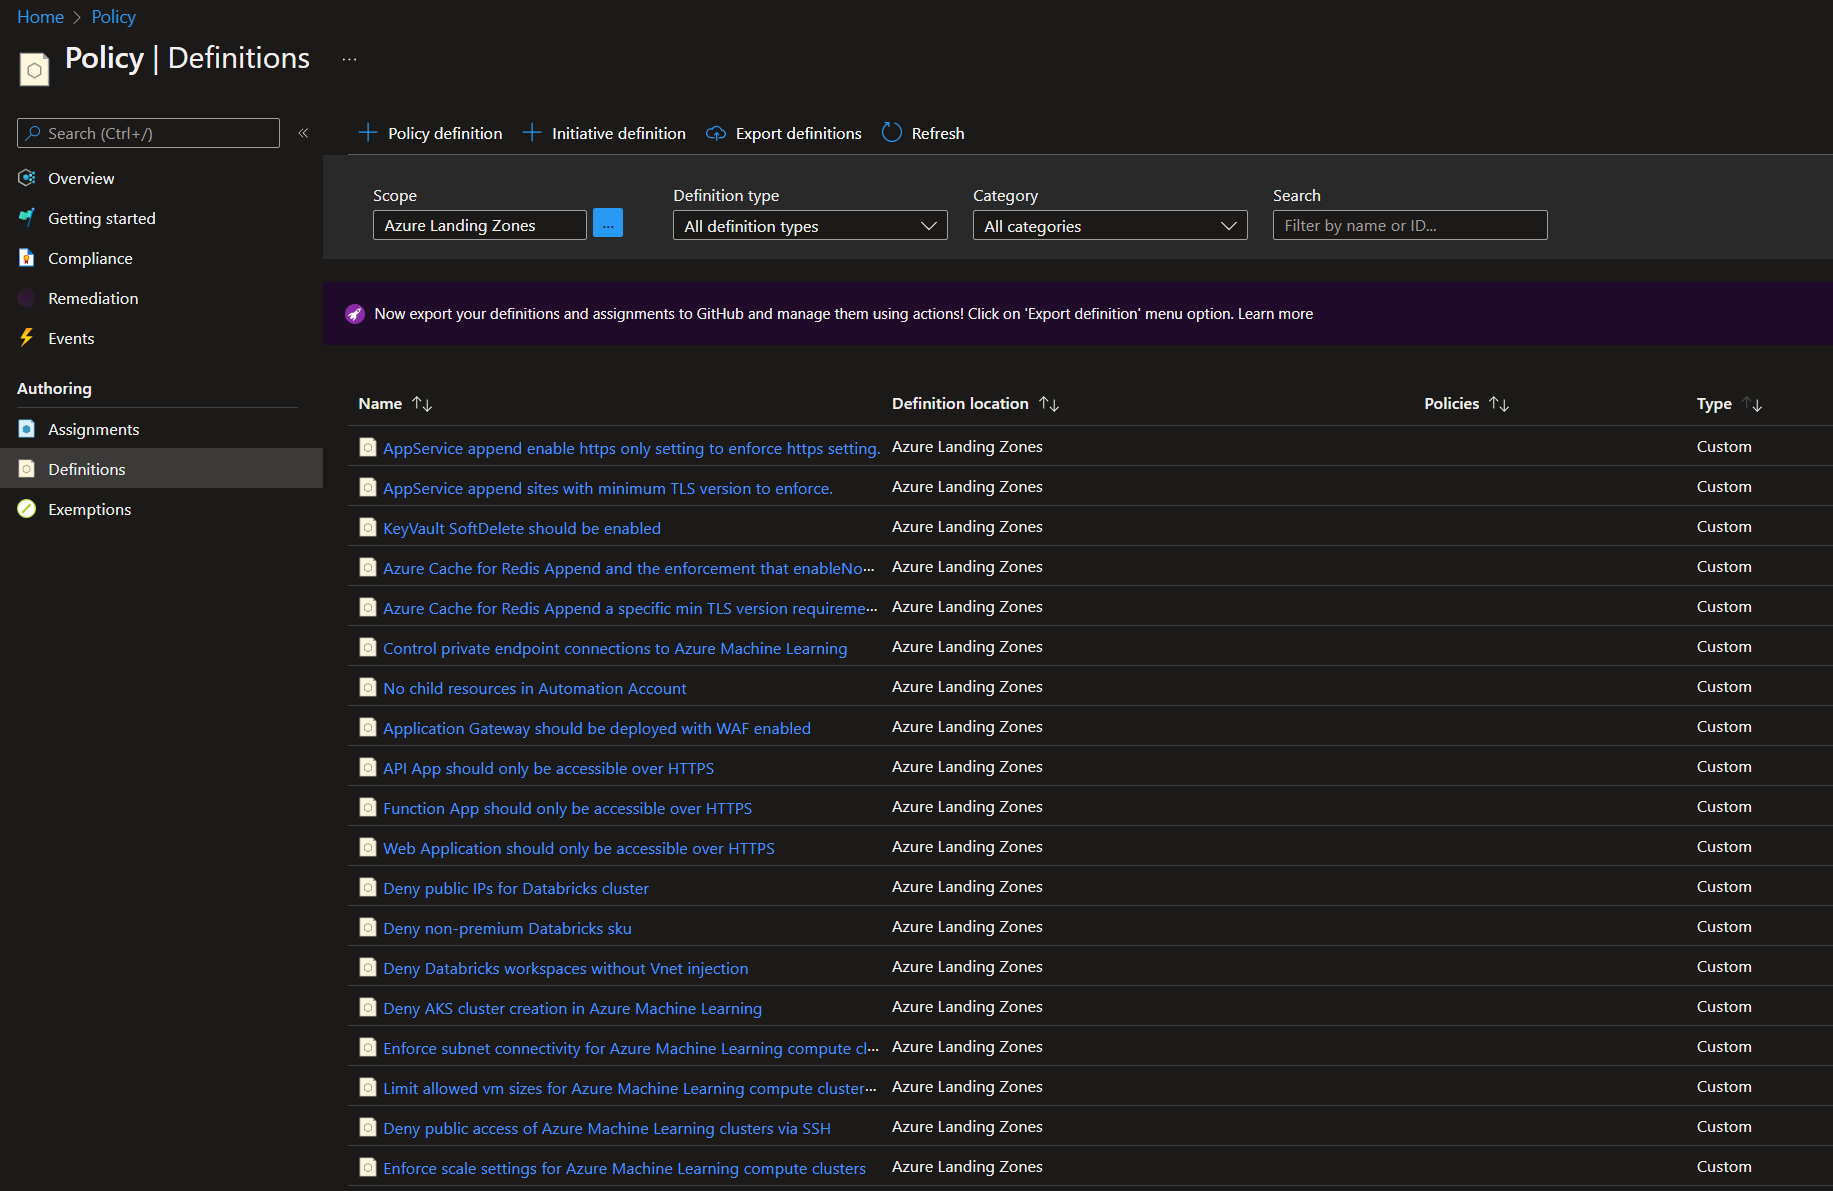 Home > Policy
Policy | Definitions ...
Search (Ctrl+/) «
Overview
Getting started
Compliance
Remediation
Events
Authoring
Assignments
Definitions
Exemptions
+ Policy definition + Initiative definition Export definitions Refresh
Scope Definition type Category Search
Azure Landing Zones ... All definition types All categories Filter by name or ID...
Now export your definitions and assignments to GitHub and manage them using actions! Click on 'Export definition' menu option. Learn more
Name ↑↓ Definition location ↑↓ Policies ↑↓ Type ↑↓
AppService append enable https only setting to enforce https setting. Azure Landing Zones Custom
AppService append sites with minimum TLS version to enforce. Azure Landing Zones Custom
KeyVault SoftDelete should be enabled Azure Landing Zones Custom
Azure Cache for Redis Append and the enforcement that enableNo... Azure Landing Zones Custom
Azure Cache for Redis Append a specific min TLS version requireme... Azure Landing Zones Custom
Control private endpoint connections to Azure Machine Learning Azure Landing Zones Custom
No child resources in Automation Account Azure Landing Zones Custom
Application Gateway should be deployed with WAF enabled Azure Landing Zones Custom
API App should only be accessible over HTTPS Azure Landing Zones Custom
Function App should only be accessible over HTTPS Azure Landing Zones Custom
Web Application should only be accessible over HTTPS Azure Landing Zones Custom
Deny public IPs for Databricks cluster Azure Landing Zones Custom
Deny non-premium Databricks sku Azure Landing Zones Custom
Deny Databricks workspaces without Vnet injection Azure Landing Zones Custom
Deny AKS cluster creation in Azure Machine Learning Azure Landing Zones Custom
Enforce subnet connectivity for Azure Machine Learning compute cl... Azure Landing Zones Custom
Limit allowed vm sizes for Azure Machine Learning compute cluster... Azure Landing Zones Custom
Deny public access of Azure Machine Learning clusters via SSH Azure Landing Zones Custom
Enforce scale settings for Azure Machine Learning compute clusters Azure Landing Zones Custom